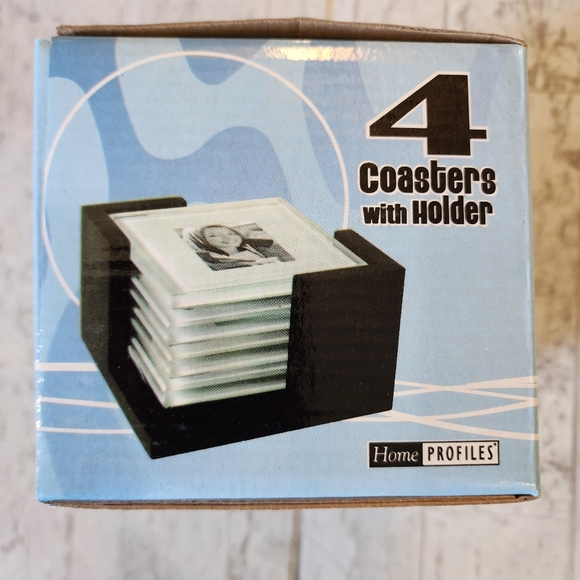 4
Coasters
with Holder
Home PROFILES